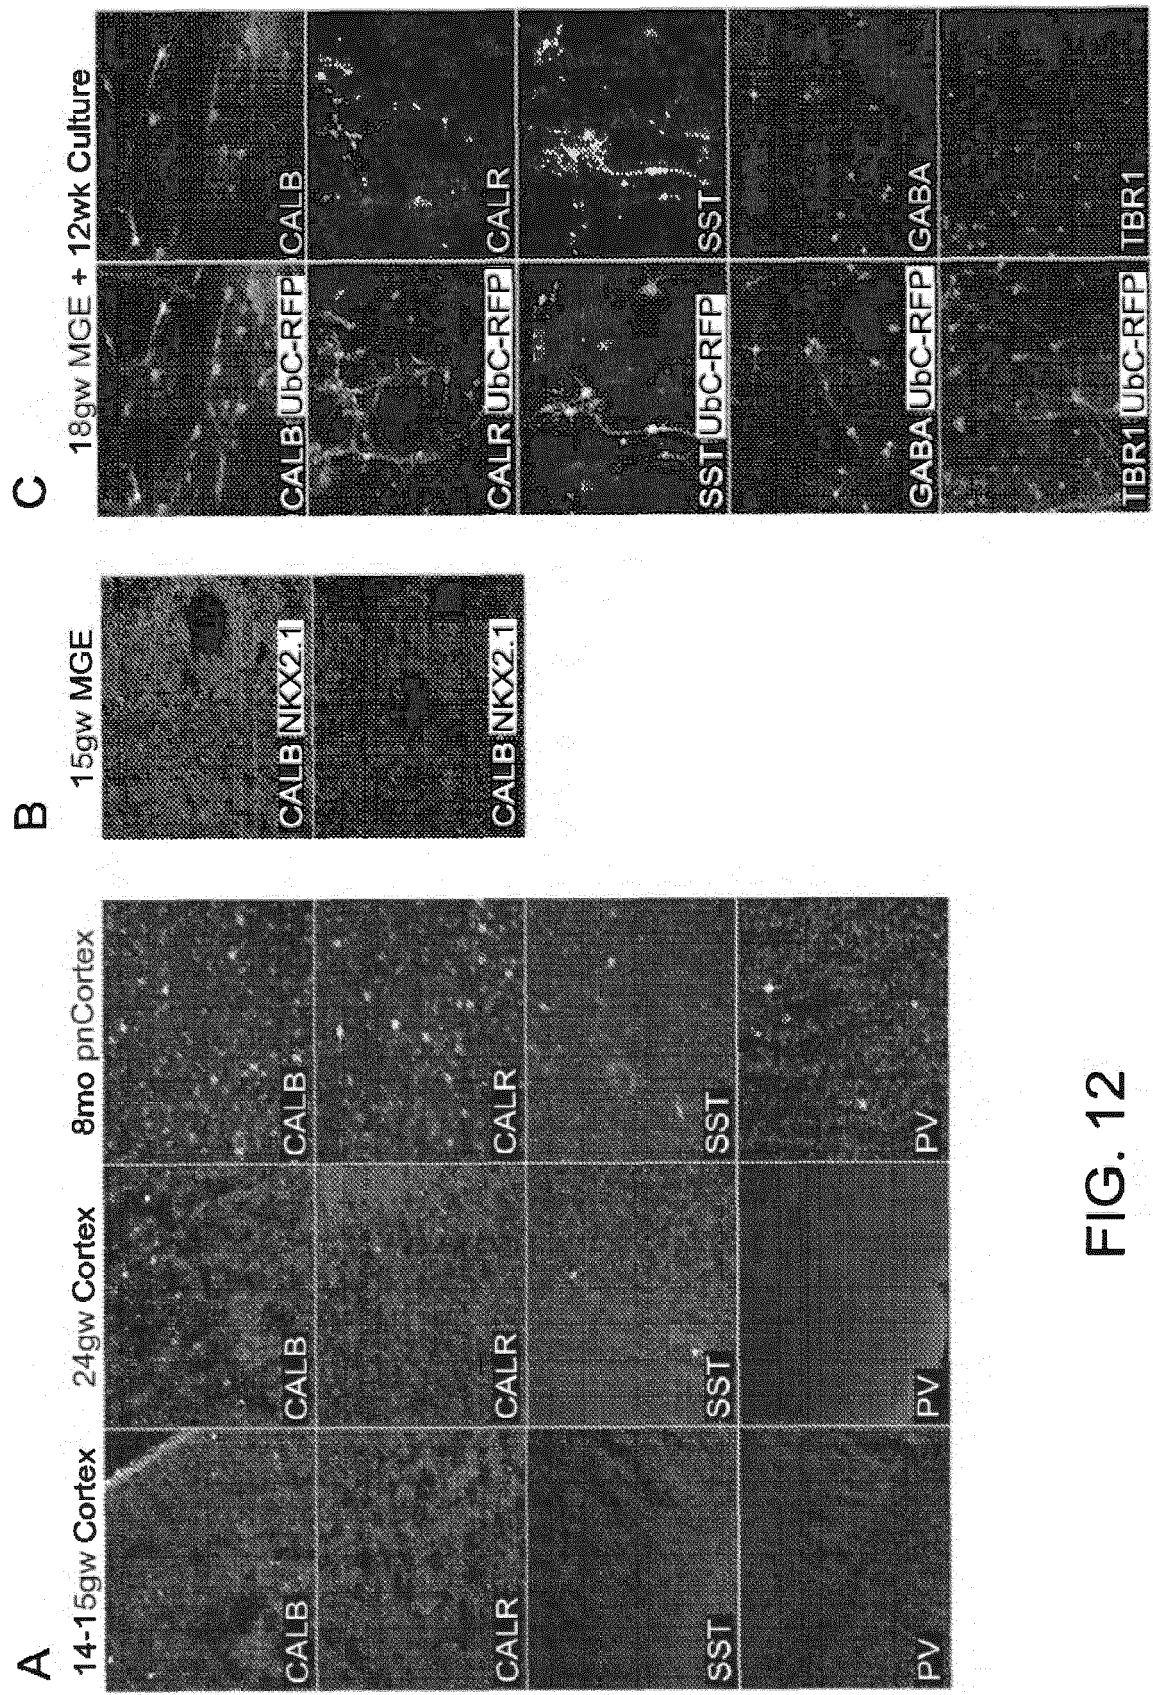 A
14-15gw Cortex
24gw Cortex
8mo pnCortex
CALB
CALB
CALB
CALR
CALR
CALR
SST
SST
SST
PV
PV
PV
B
15gw MGE
CALB NKX2.1
CALB NKX2.1
C
18gw MGE + 12wk Culture
CALB UbC-RFP
CALB
CALR UbC-RFP
CALR
SST UbC-RFP
SST
GABA UbC-RFP
GABA
TBR1 UbC-RFP
TBR1
FIG. 12